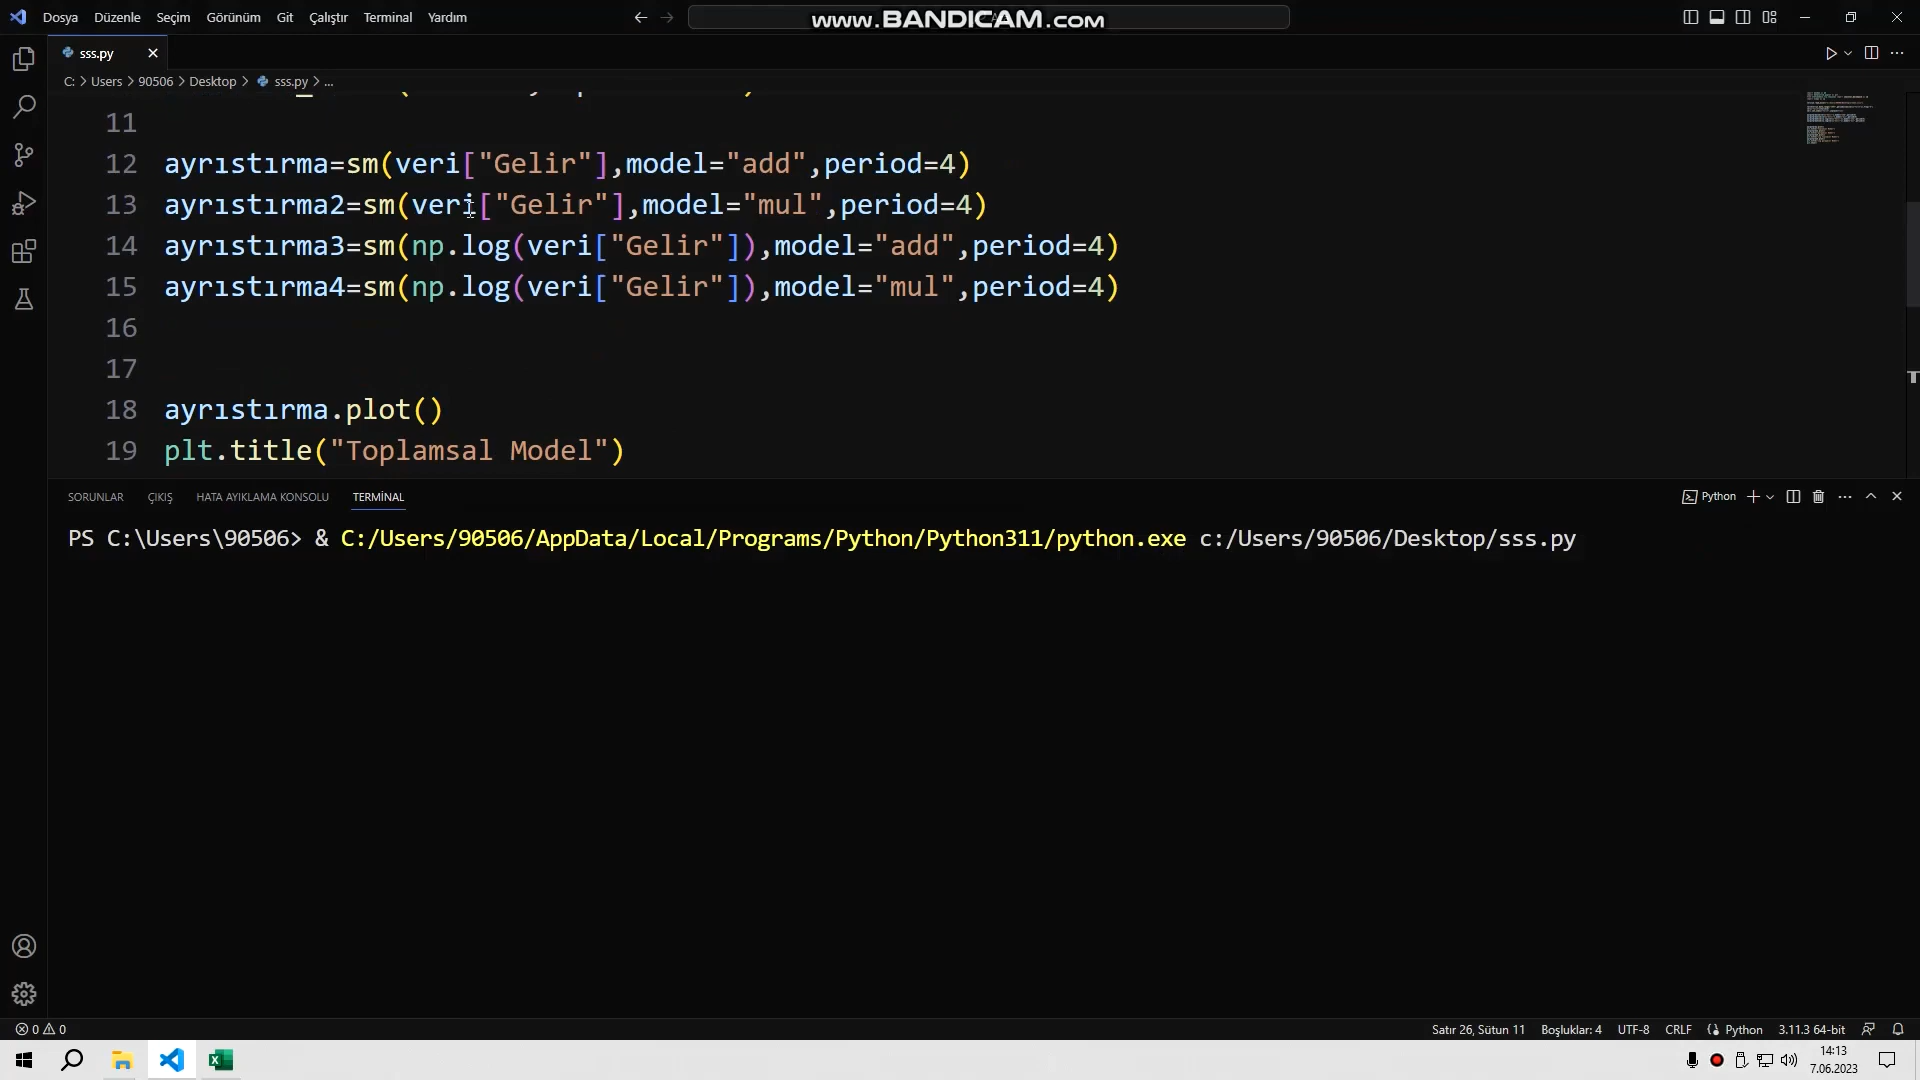 Dosya Düzenle Seçim Görünüm Git Çalıştır Terminal Yardım
www.BANDICAM.com
sss.py
C: > Users > 90506 > Desktop > sss.py > ...
11
12 ayrıstırma=sm(veri["Gelir"],model="add",period=4)
13 ayrıstırma2=sm(veri["Gelir"],model="mul",period=4)
14 ayrıstırma3=sm(np.log(veri["Gelir"]),model="add",period=4)
15 ayrıstırma4=sm(np.log(veri["Gelir"]),model="mul",period=4)
16
17
18 ayrıstırma.plot()
19 plt.title("Toplamsal Model")
SORUNLAR ÇIKIŞ HATA AYIKLAMA KONSOLU TERMİNAL
Python
PS C:\Users\90506> & C:/Users/90506/AppData/Local/Programs/Python/Python311/python.exe c:/Users/90506/Desktop/sss.py
0 0
Satır 26, Sütun 11 Boşluklar: 4 UTF-8 CRLF Python 3.11.3 64-bit
14:13
7.06.2023